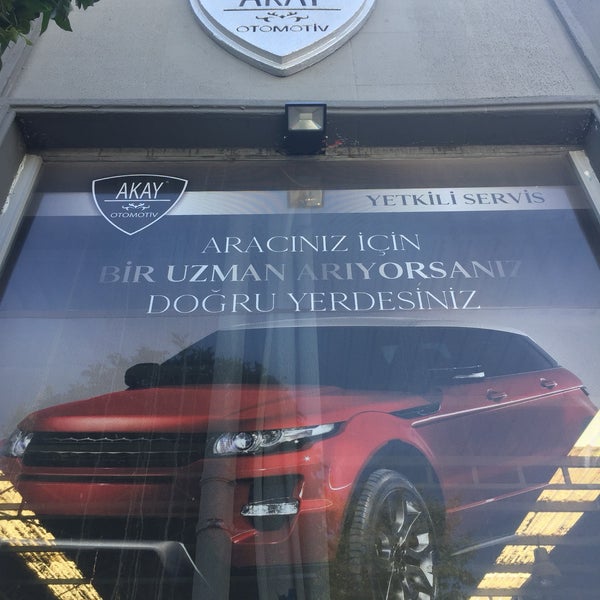 AKAY
OTOMOTİV
AKAY
OTOMOTİV
YETKİLİ SERVİS
ARACINIZ İÇİN
BİR UZMAN ARIYORSANIZ
DOĞRU YERDESİNİZ